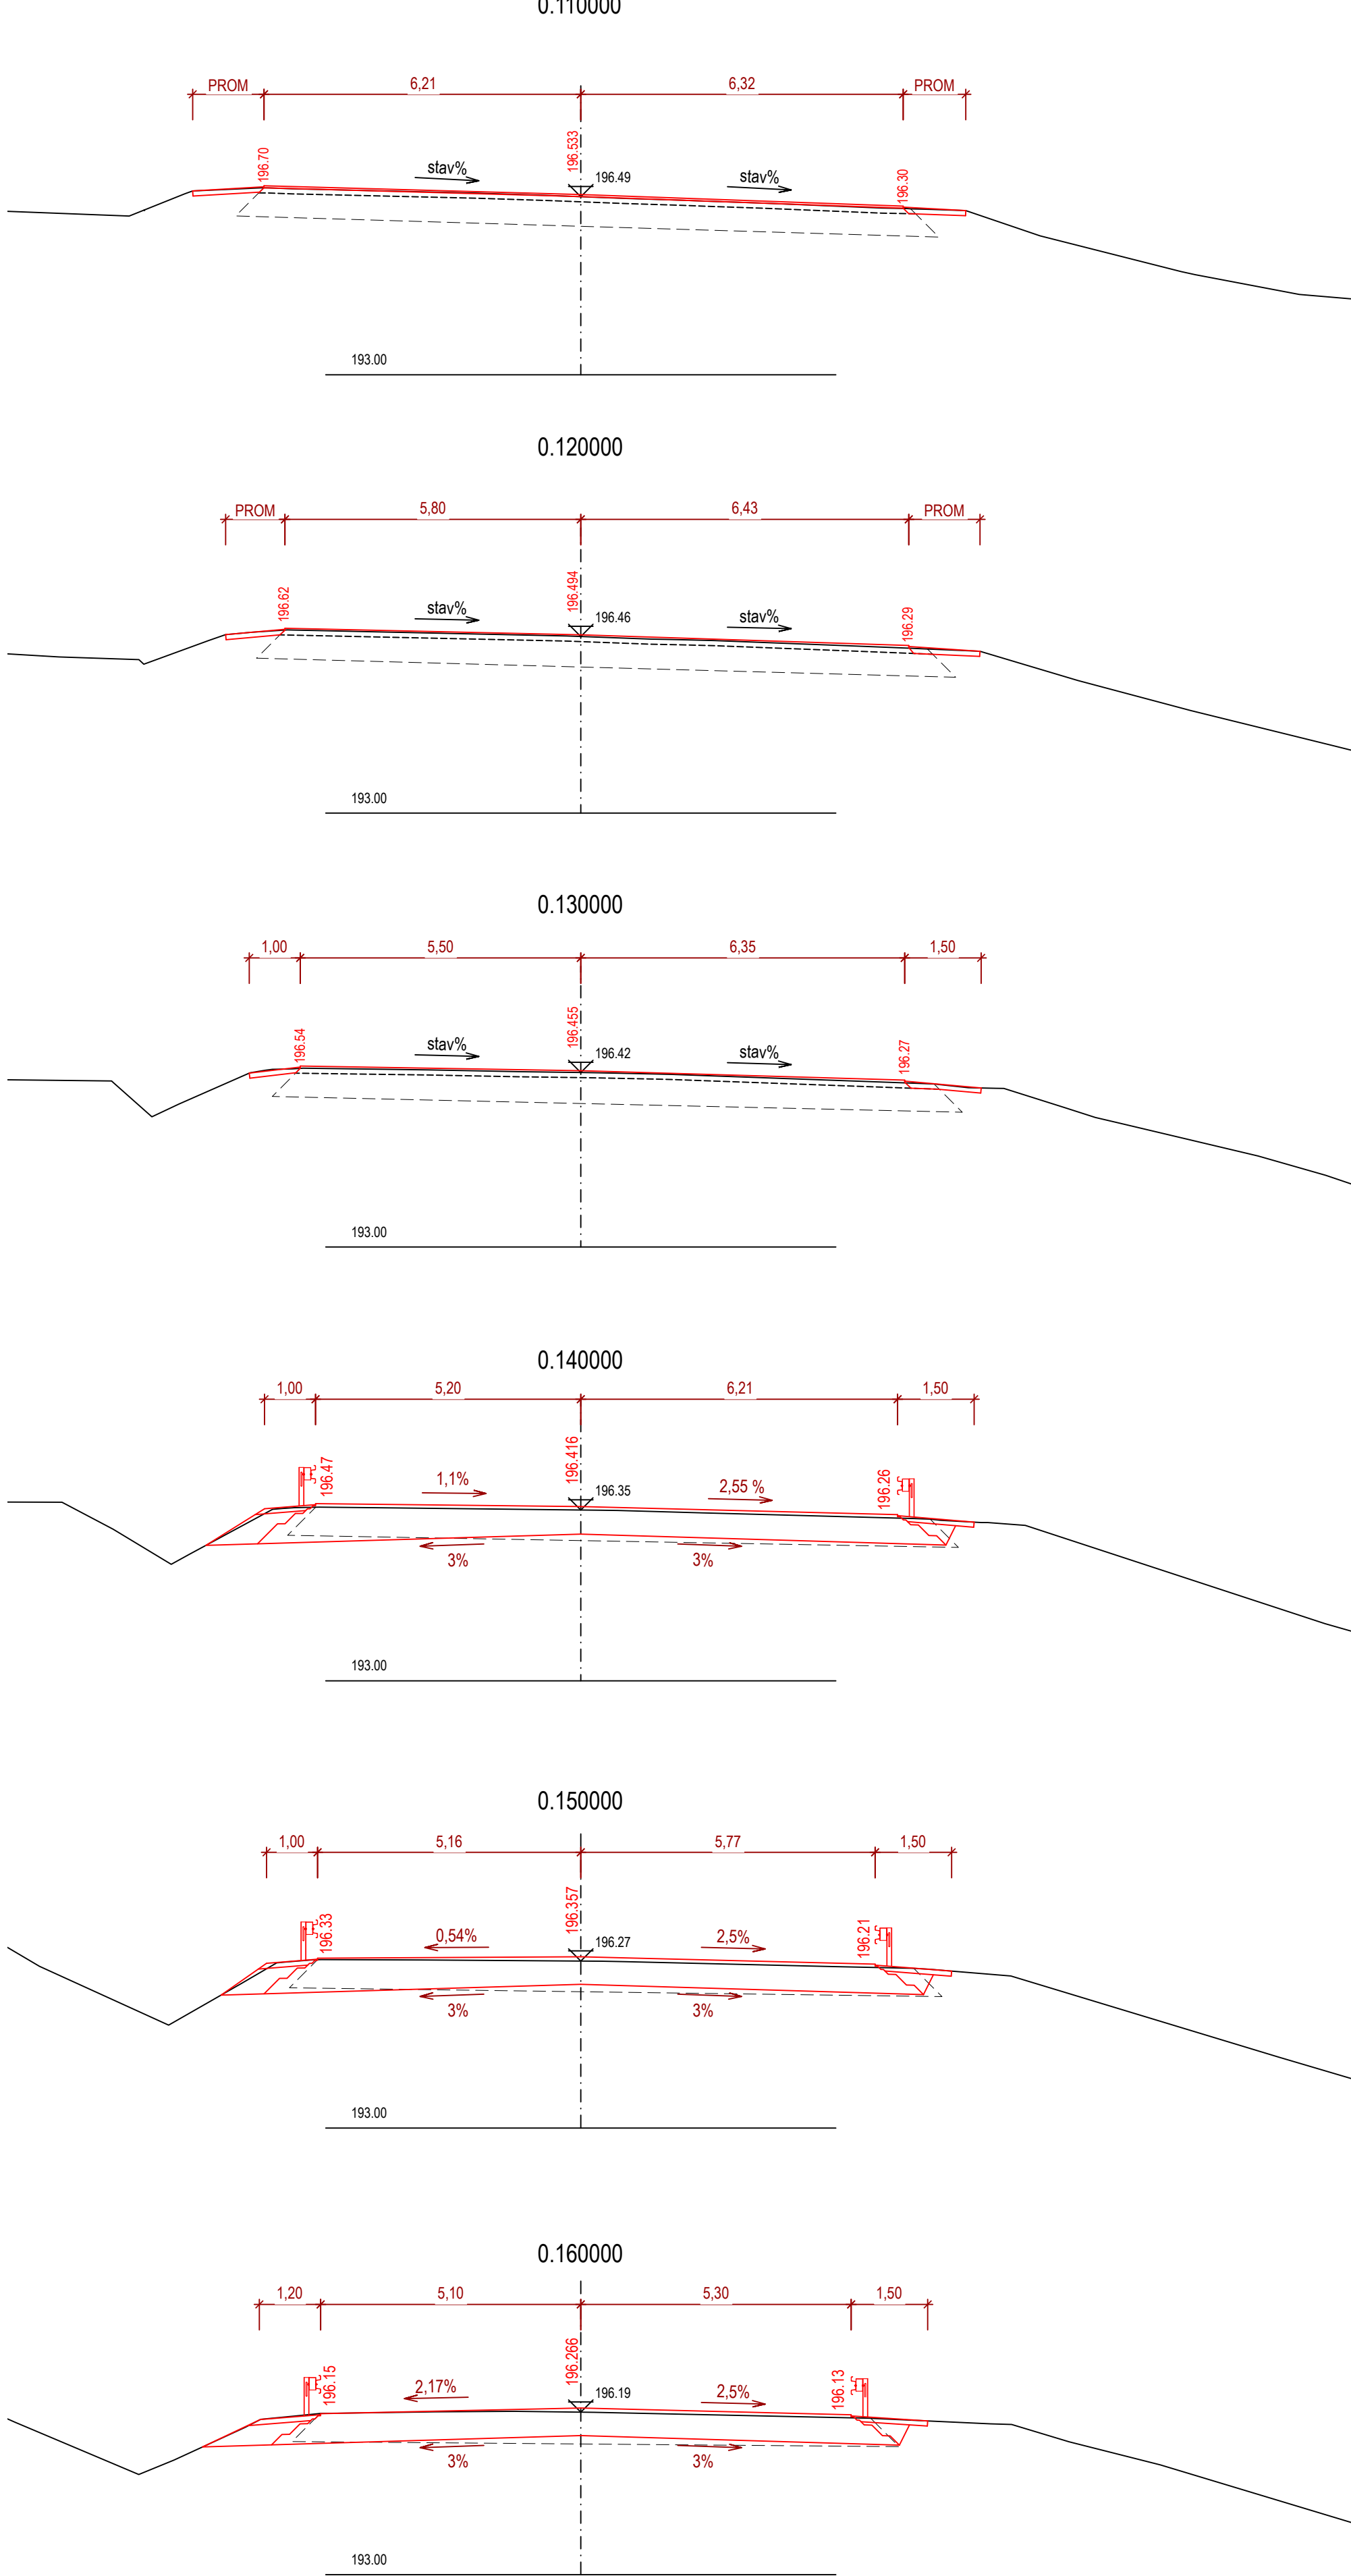 0.110000
PROM 6,21 6,32 PROM
196.70 196.533 196.30
stav% 196.49 stav%
193.00
0.120000
PROM 5,80 6,43 PROM
196.62 196.494 196.29
stav% 196.46 stav%
193.00
0.130000
1,00 5,50 6,35 1,50
196.54 196.455 196.27
stav% 196.42 stav%
193.00
0.140000
1,00 5,20 6,21 1,50
196.47 196.416 196.26
1,1% 196.35 2,55 %
3% 3%
193.00
0.150000
1,00 5,16 5,77 1,50
196.33 196.357 196.21
0,54% 196.27 2,5%
3% 3%
193.00
0.160000
1,20 5,10 5,30 1,50
196.15 196.266 196.13
2,17% 196.19 2,5%
3% 3%
193.00